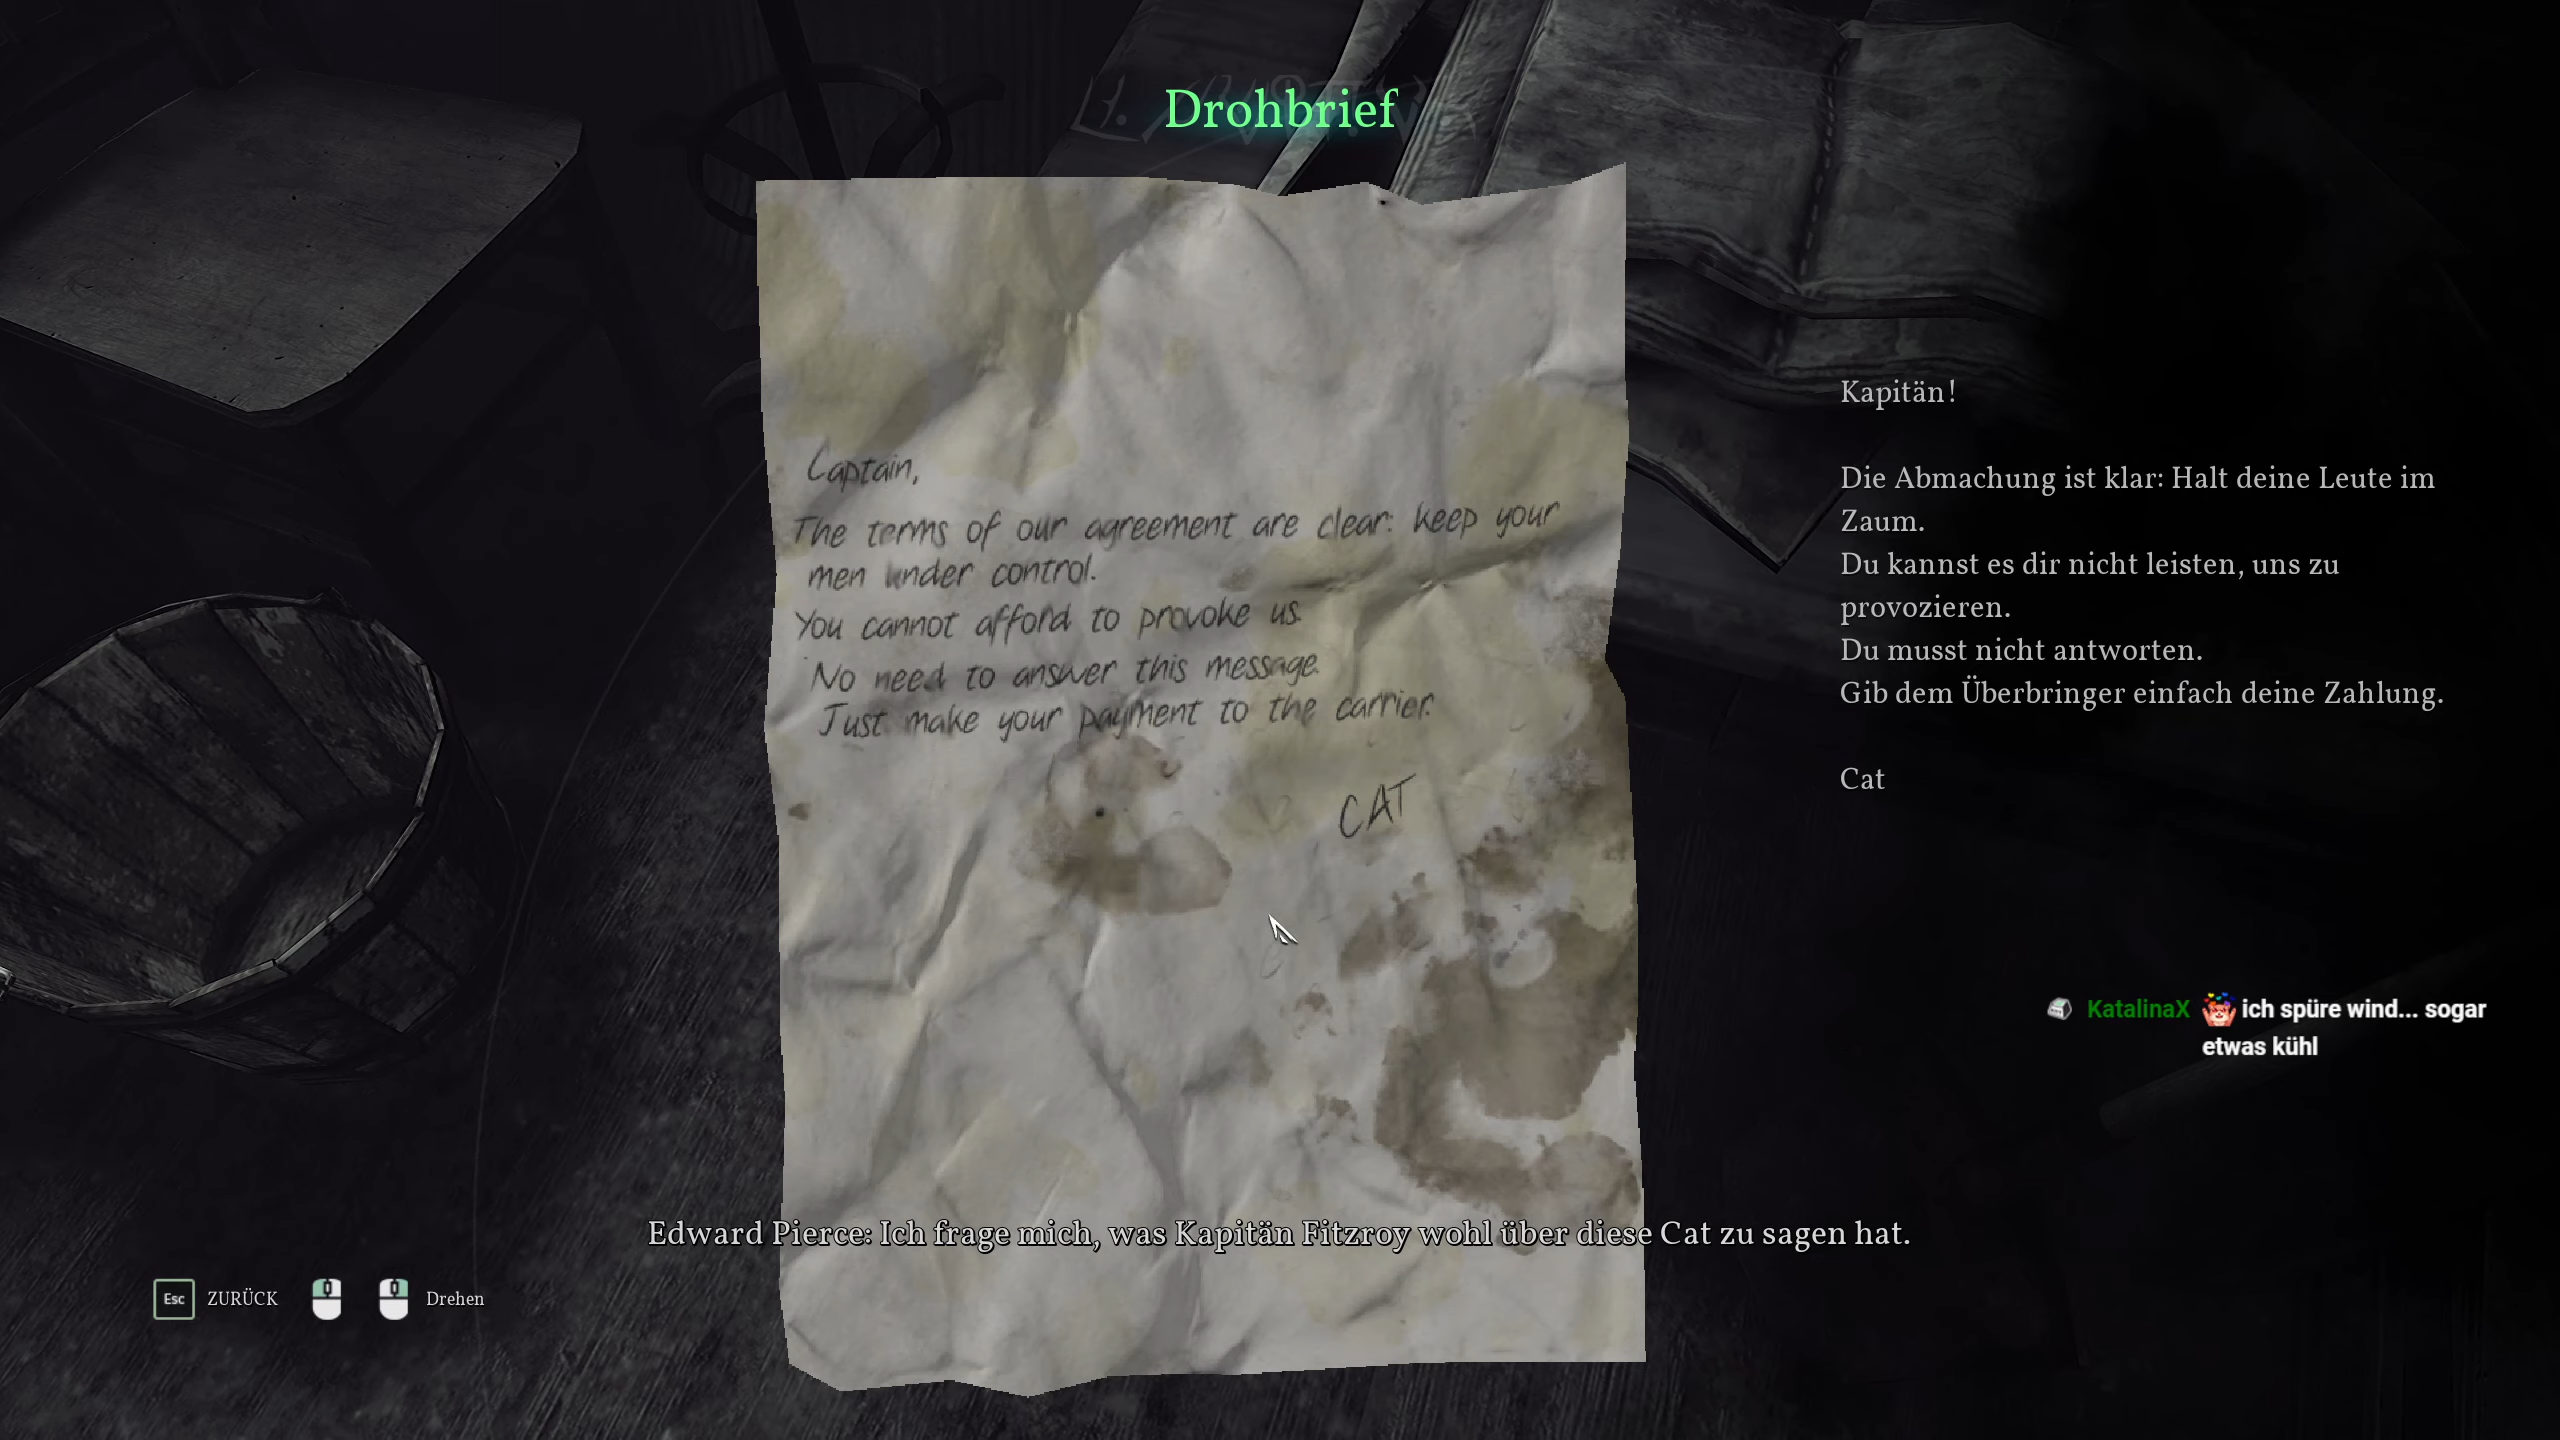 Drohbrief
Captain,
The terms of our agreement are clear: keep your
men under control.
You cannot afford to provoke us.
No need to answer this message.
Just make your payment to the carrier.
CAT
Kapitän!
Die Abmachung ist klar: Halt deine Leute im
Zaum.
Du kannst es dir nicht leisten, uns zu
provozieren.
Du musst nicht antworten.
Gib dem Überbringer einfach deine Zahlung.
Cat
KatalinaX ich spüre wind... sogar
etwas kühl
Edward Pierce: Ich frage mich, was Kapitän Fitzroy wohl über diese Cat zu sagen hat.
Esc ZURÜCK Drehen